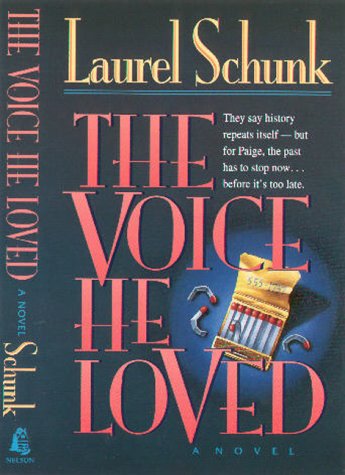 Laurel Schunk
They say history
repeats itself — but
for Paige, the past
has to stop now. . .
before it's too late.
THE
VOICE
HE
LOVED
A NOVEL
THE VOICE HE LOVED
A NOVEL
Schunk
NELSON